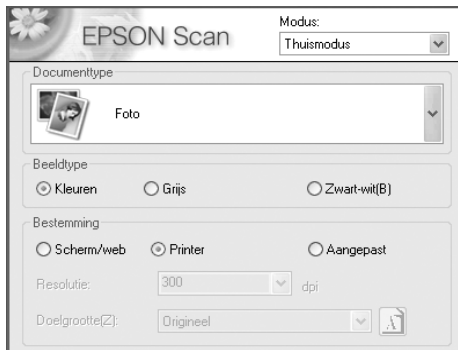 EPSON Scan
Modus:
Thuismodus
Documenttype
Foto
Beeldtype
Kleuren Grijs Zwart-wit(B)
Bestemming
Scherm/web Printer Aangepast
Resolutie: 300 dpi
Doelgrootte(Z): Origineel